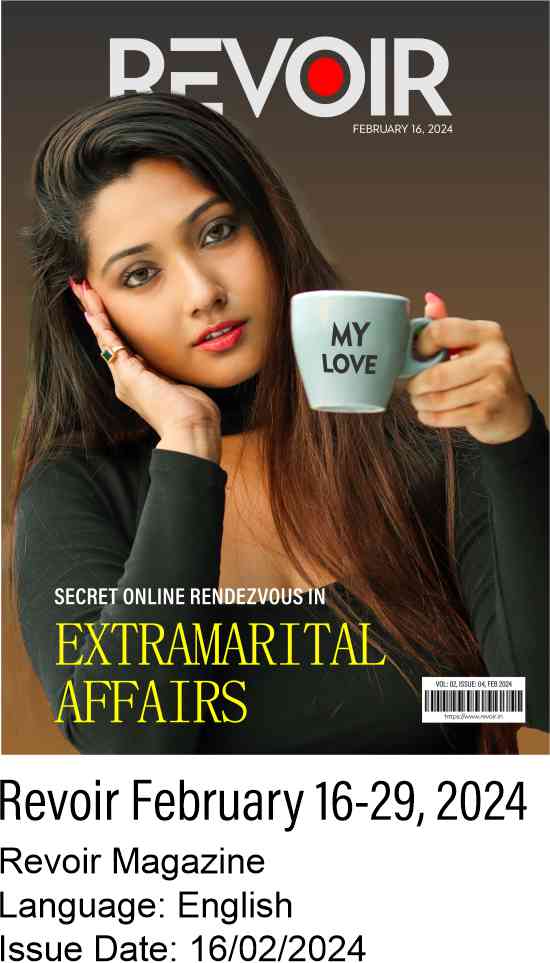 REVOIR
FEBRUARY 16, 2024
MY
LOVE
SECRET ONLINE RENDEZVOUS IN
EXTRAMARITAL
AFFAIRS
VOL: 02, ISSUE: 04, FEB 2024
https://www.revoir.in
Revoir February 16-29, 2024
Revoir Magazine
Language: English
Issue Date: 16/02/2024